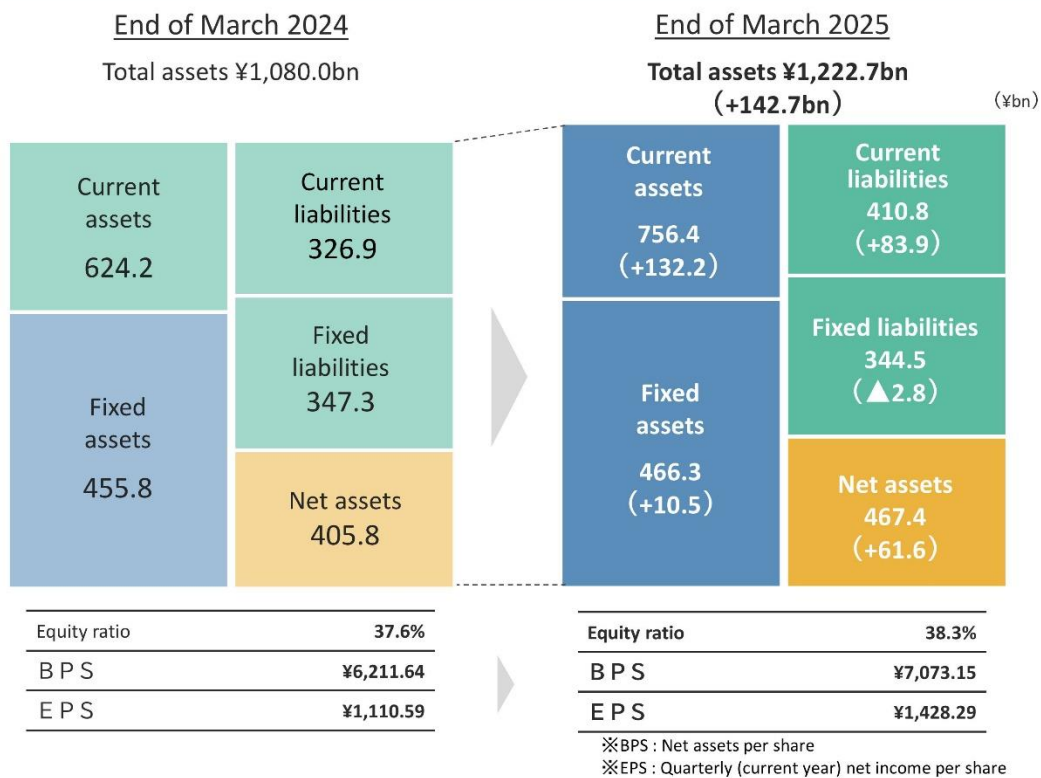 End of March 2024
Total assets ¥1,080.0bn
Current
assets
624.2
Current
liabilities
326.9
Fixed
assets
455.8
Fixed
liabilities
347.3
Net assets
405.8
Equity ratio 37.6%
ＢＰＳ ¥6,211.64
ＥＰＳ ¥1,110.59
End of March 2025
Total assets ¥1,222.7bn
（+142.7bn）
(¥bn)
Current
assets
756.4
（+132.2）
Current
liabilities
410.8
（+83.9）
Fixed
assets
466.3
（+10.5）
Fixed liabilities
344.5
（▲2.8）
Net assets
467.4
（+61.6）
Equity ratio 38.3%
ＢＰＳ ¥7,073.15
ＥＰＳ ¥1,428.29
※BPS : Net assets per share
※EPS : Quarterly (current year) net income per share